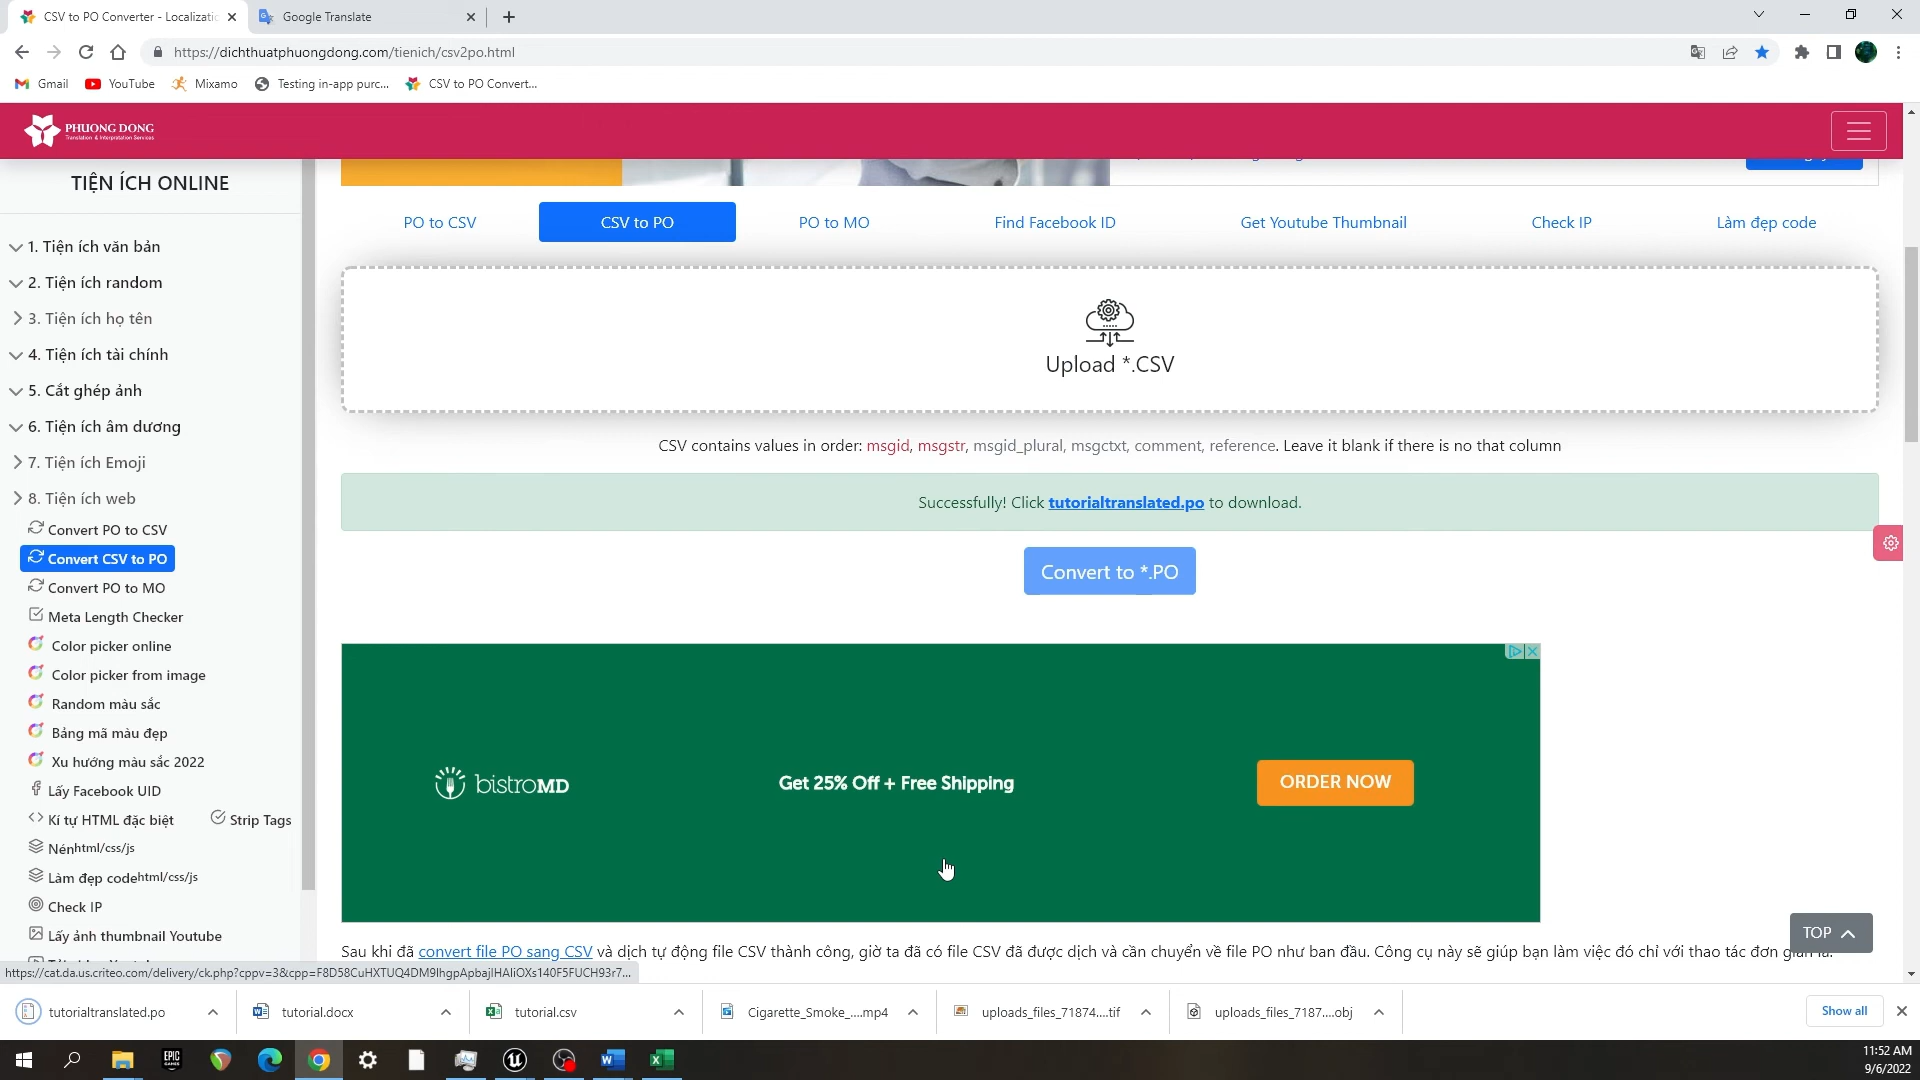 CSV to PO Converter - Localizatic
Google Translate
https://dichthuatphuongdong.com/tienich/csv2po.html
Gmail
YouTube
Mixamo
Testing in-app purc...
CSV to PO Convert...
PHUONG DONG
Translation & Interpretation Services
TIỆN ÍCH ONLINE
1. Tiện ích văn bản
2. Tiện ích random
3. Tiện ích họ tên
4. Tiện ích tài chính
5. Cắt ghép ảnh
6. Tiện ích âm dương
7. Tiện ích Emoji
8. Tiện ích web
Convert PO to CSV
Convert CSV to PO
Convert PO to MO
Meta Length Checker
Color picker online
Color picker from image
Random màu sắc
Bảng mã màu đẹp
Xu hướng màu sắc 2022
Lấy Facebook UID
Kí tự HTML đặc biệt
Strip Tags
Nénhtml/css/js
Làm đẹp codehtml/css/js
Check IP
Lấy ảnh thumbnail Youtube
PO to CSV
CSV to PO
PO to MO
Find Facebook ID
Get Youtube Thumbnail
Check IP
Làm đẹp code
Upload *.CSV
CSV contains values in order: msgid, msgstr, msgid_plural, msgctxt, comment, reference. Leave it blank if there is no that column
Successfully! Click tutorialtranslated.po to download.
Convert to *.PO
bistroMD
Get 25% Off + Free Shipping
ORDER NOW
TOP
Sau khi đã convert file PO sang CSV và dịch tự động file CSV thành công, giờ ta đã có file CSV đã được dịch và cần chuyển về file PO như ban đầu. Công cụ này sẽ giúp bạn làm việc đó chỉ với thao tác đơn giản là:
https://cat.da.us.criteo.com/delivery/ck.php?cppv=3&cpp=F8D58CuHXTUQ4DM9IhgpApbajlHAliOXs140F5FUCH93r7...
tutorialtranslated.po
tutorial.docx
tutorial.csv
Cigarette_Smoke_....mp4
uploads_files_71874....tif
uploads_files_7187....obj
Show all
EPIC
GAMES
11:52 AM
9/6/2022